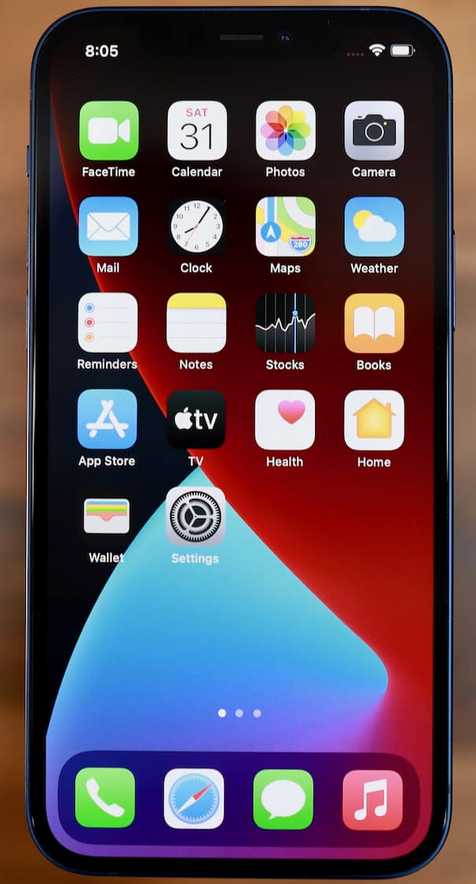 8:05
SAT
31
FaceTime
Calendar
Photos
Camera
280
Mail
Clock
Maps
Weather
Reminders
Notes
Stocks
Books
tv
App Store
TV
Health
Home
Wallet
Settings